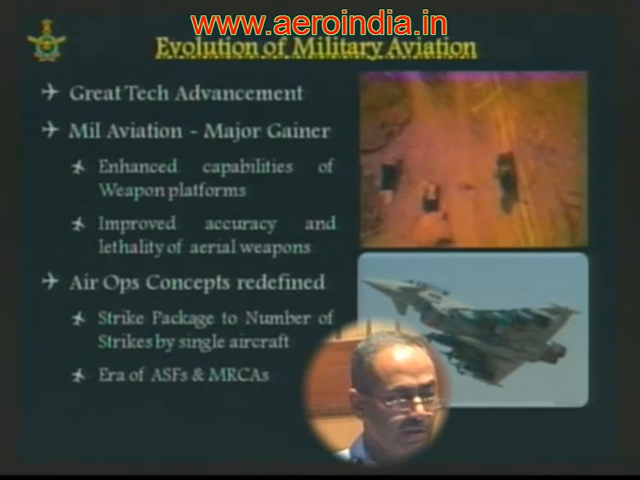 www.aeroindia.in
Evolution of Military Aviation
Great Tech Advancement
Mil Aviation - Major Gainer
Enhanced capabilities of
Weapon platforms
Improved accuracy and
lethality of aerial weapons
Air Ops Concepts redefined
Strike Package to Number of
Strikes by single aircraft
Era of ASFs & MRCAs